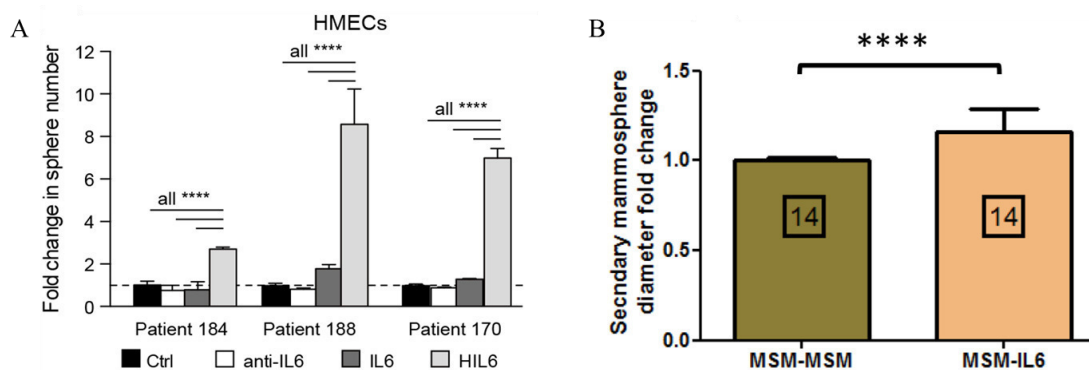 A
HMECs
Fold change in sphere number
12
10
8
6
4
2
0
all ****
all ****
all ****
Patient 184
Patient 188
Patient 170
Ctrl
anti-IL6
IL6
HIL6
B
****
Secndary mammosphere
diameter fold change
1.5
1.0
0.5
0.0
14
14
MSM-MSM
MSM-IL6